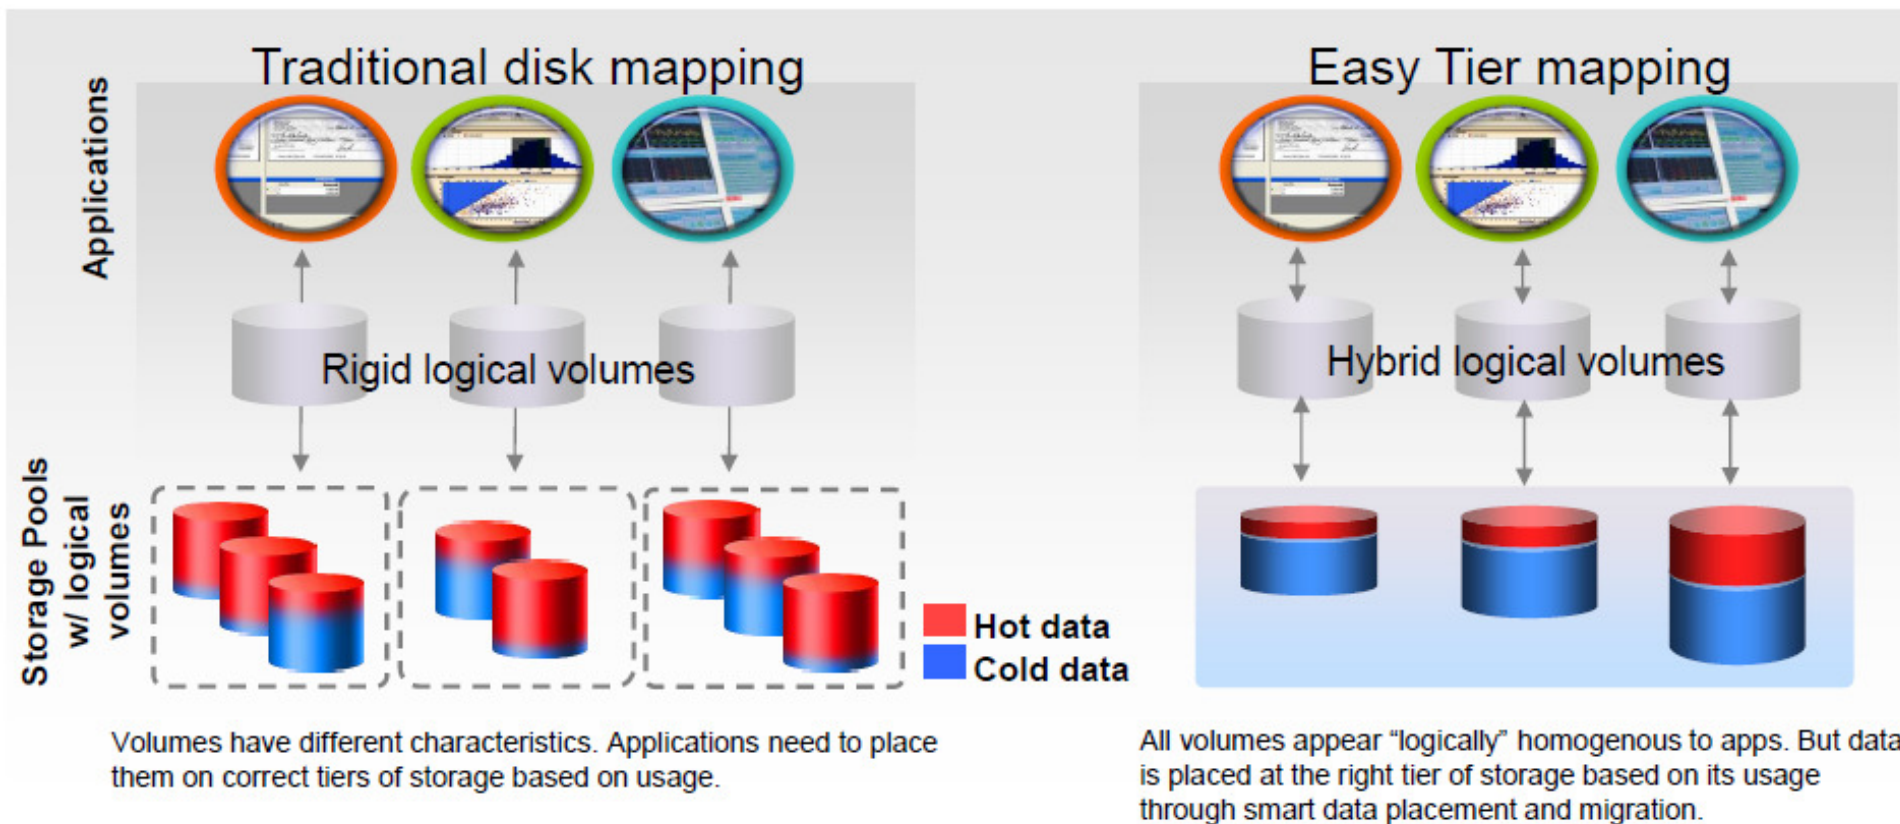 Traditional disk mapping
Easy Tier mapping
Applications
Rigid logical volumes
Hybrid logical volumes
Storage Pools
w/ logical
volumes
Hot data
Cold data
Volumes have different characteristics. Applications need to place
them on correct tiers of storage based on usage.
All volumes appear “logically” homogenous to apps. But data
is placed at the right tier of storage based on its usage
through smart data placement and migration.